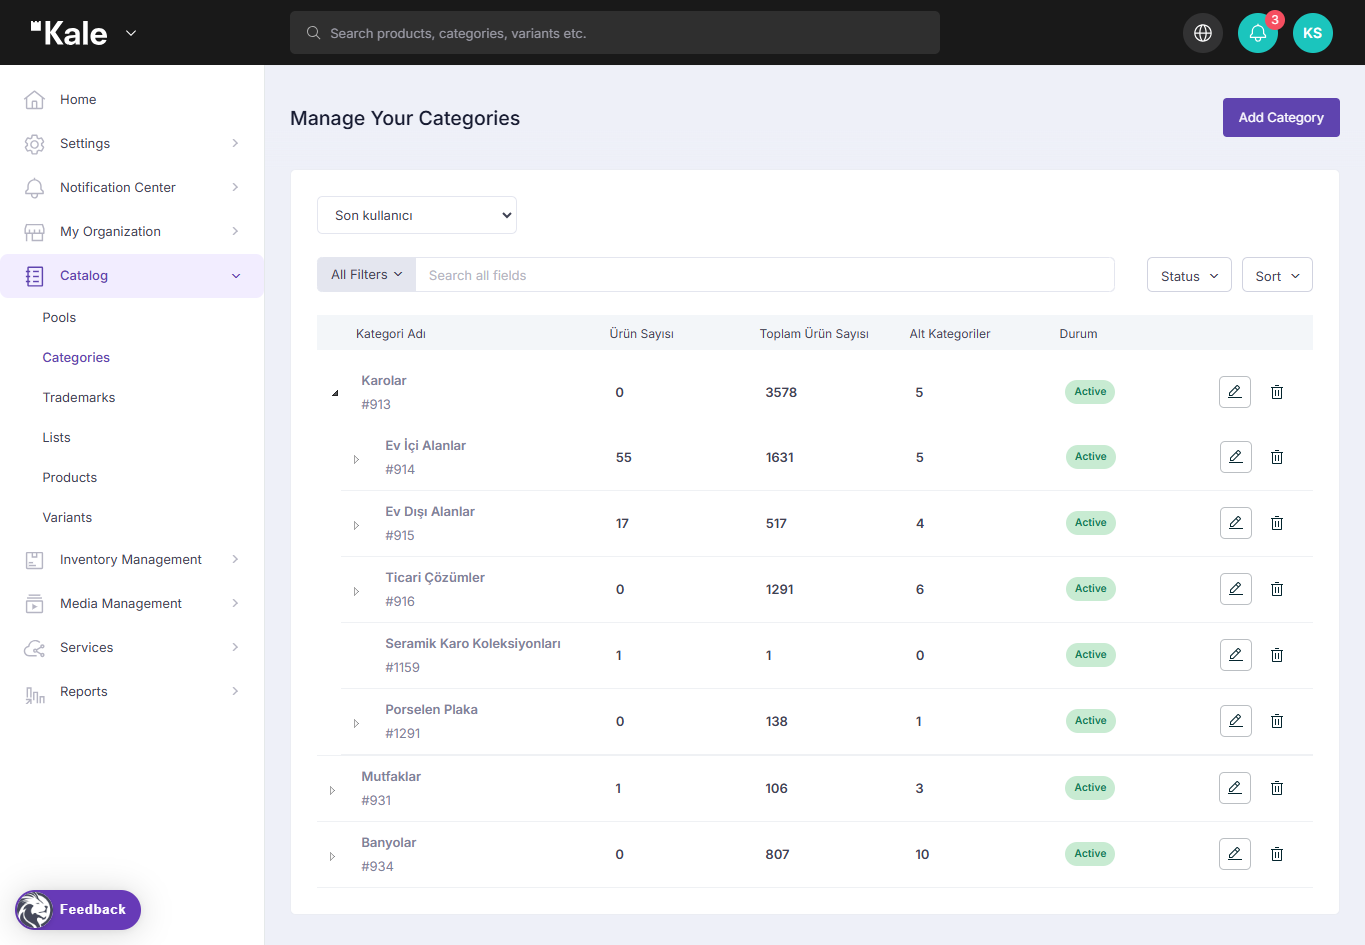 Kale
Search products, categories, variants etc.
3
KS
Home
Settings
Notification Center
My Organization
Catalog
Pools
Categories
Trademarks
Lists
Products
Variants
Inventory Management
Media Management
Services
Reports
Feedback
Manage Your Categories
Add Category
Son kullanıcı
All Filters
Search all fields
Status
Sort
Kategori Adı Ürün Sayısı Toplam Ürün Sayısı Alt Kategoriler Durum
Karolar
#913
0 3578 5 Active
Ev İçi Alanlar
#914
55 1631 5 Active
Ev Dışı Alanlar
#915
17 517 4 Active
Ticari Çözümler
#916
0 1291 6 Active
Seramik Karo Koleksiyonları
#1159
1 1 0 Active
Porselen Plaka
#1291
0 138 1 Active
Mutfaklar
#931
1 106 3 Active
Banyolar
#934
0 807 10 Active